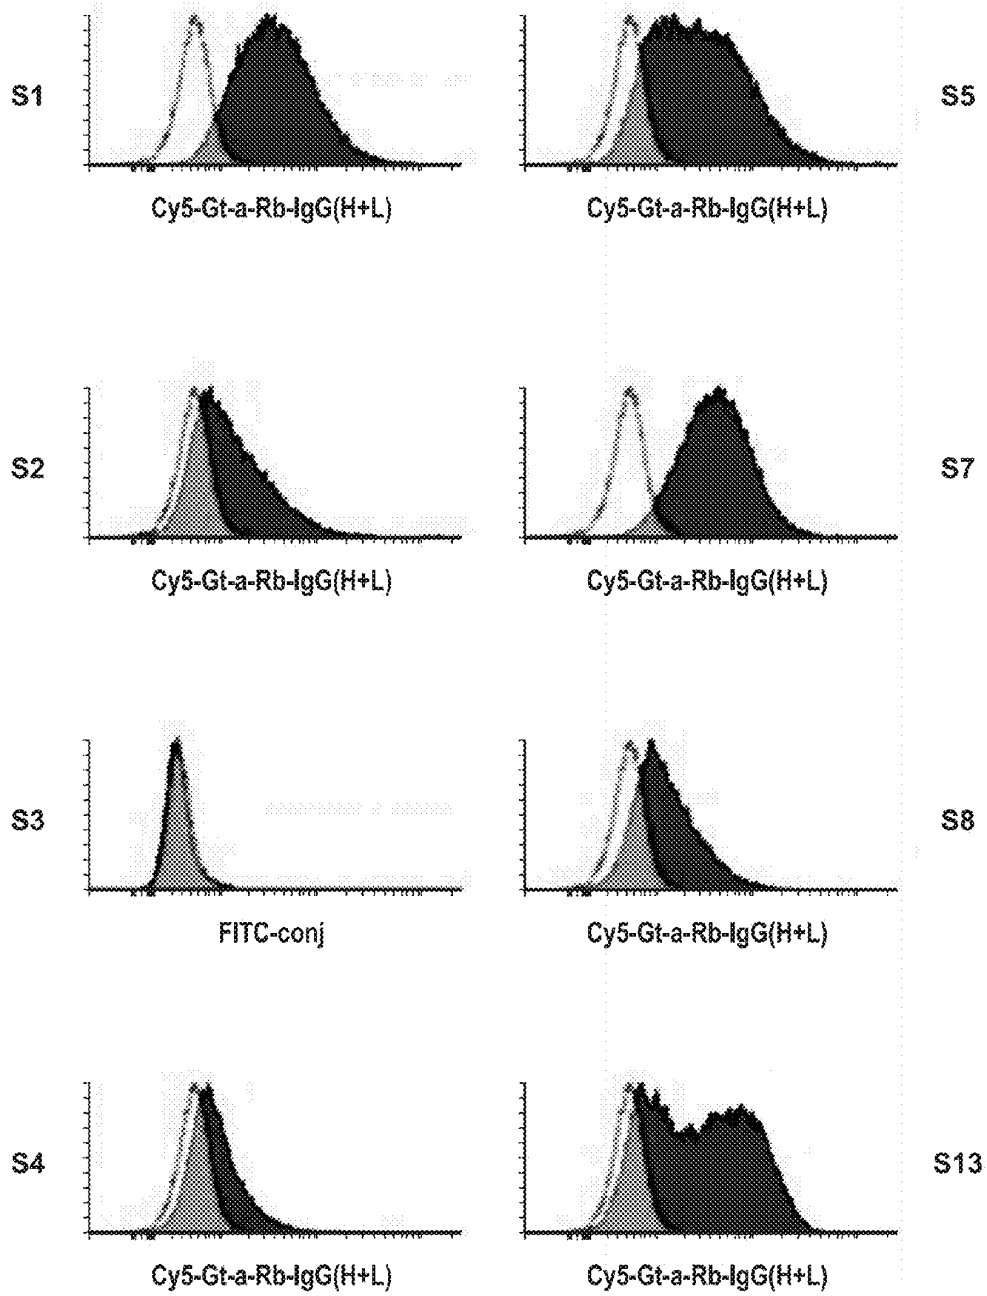 S1
Cy5-Gt-a-Rb-IgG(H+L)
Cy5-Gt-a-Rb-IgG(H+L)
S5
S2
Cy5-Gt-a-Rb-IgG(H+L)
Cy5-Gt-a-Rb-IgG(H+L)
S7
S3
FITC-conj
Cy5-Gt-a-Rb-IgG(H+L)
S8
S4
Cy5-Gt-a-Rb-IgG(H+L)
Cy5-Gt-a-Rb-IgG(H+L)
S13